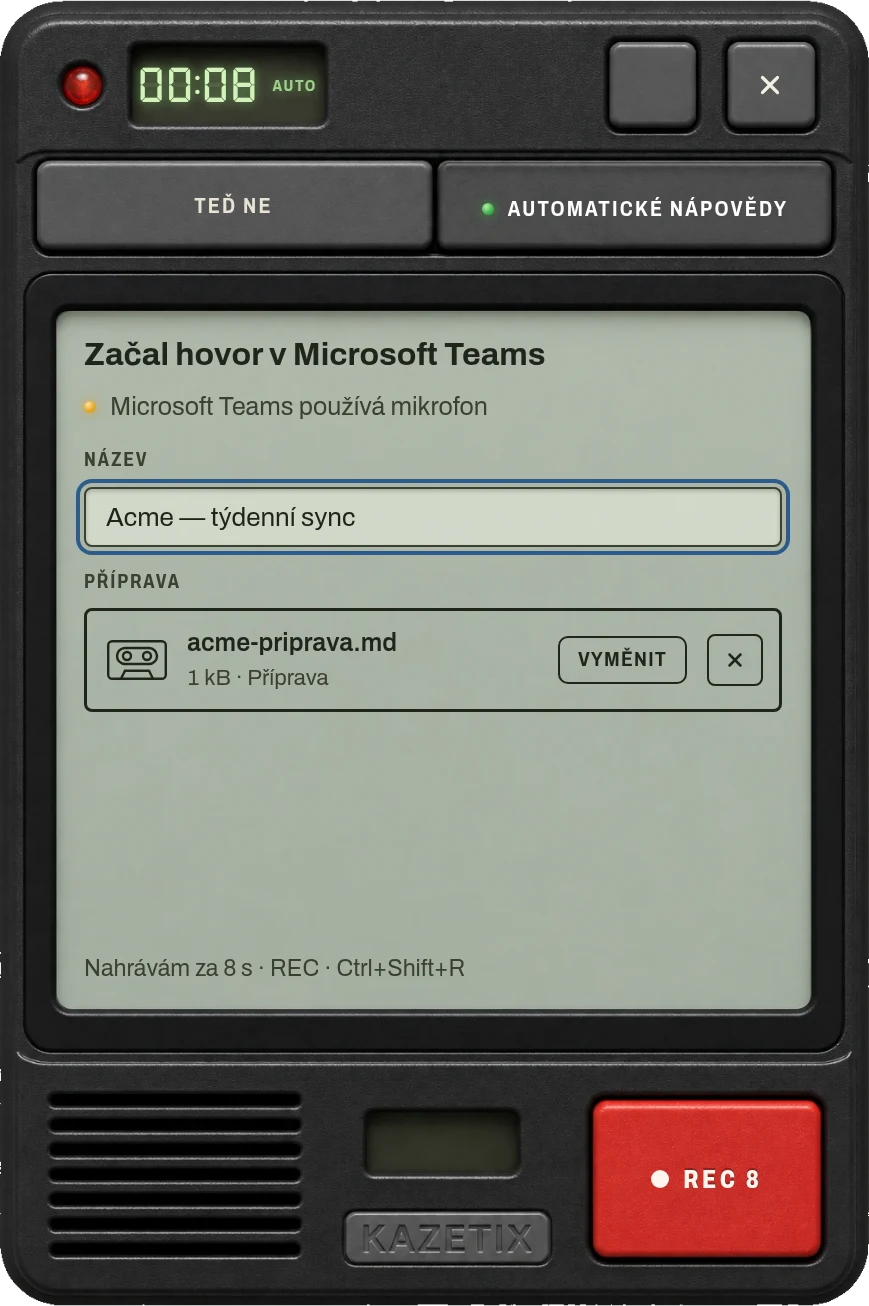 00:08 AUTO
×
TEĎ NE
AUTOMATICKÉ NÁPOVĚDY
Začal hovor v Microsoft Teams
Microsoft Teams používá mikrofon
NÁZEV
Acme — týdenní sync
PŘÍPRAVA
acme-priprava.md
1 kB · Příprava
VYMĚNIT
×
Nahrávám za 8 s · REC · Ctrl+Shift+R
REC 8
KAZETIX